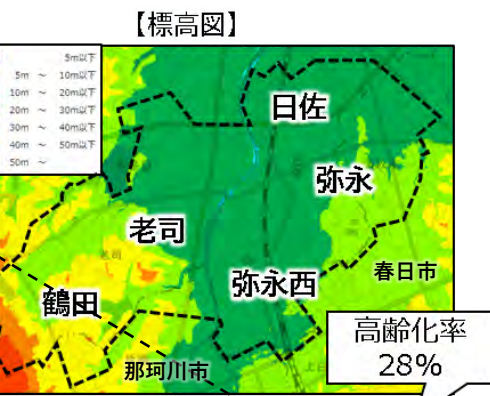 【標高図】
5m以下
5m ～ 10m以下
10m ～ 20m以下
20m ～ 30m以下
30m ～ 40m以下
40m ～ 50m以下
50m ～
日佐
弥永
老司
弥永西
春日市
鶴田
那珂川市
高齢化率
28%